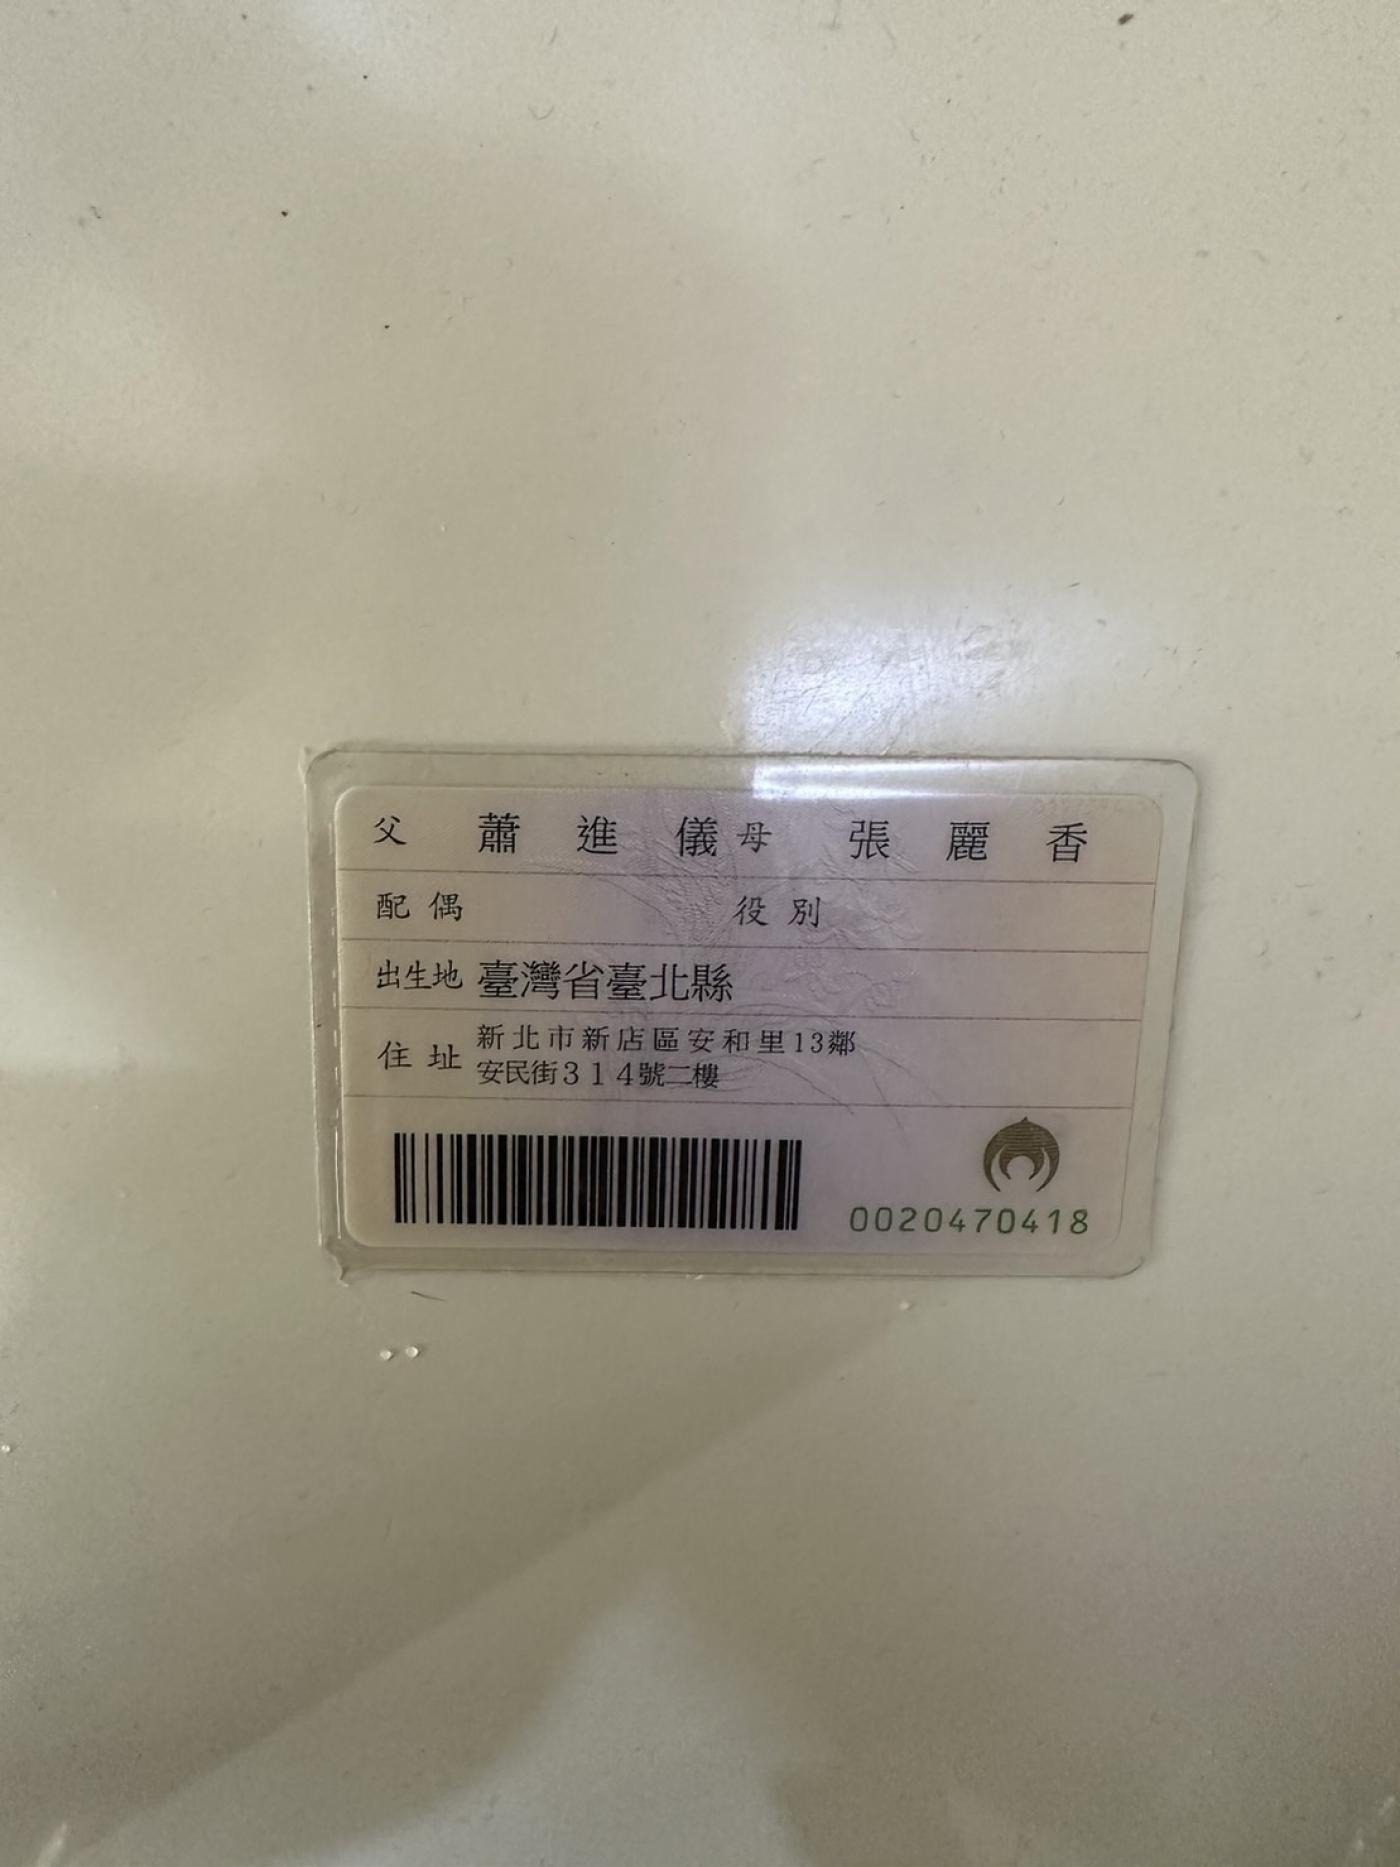 父 蕭進儀 母 張麗香
配偶 役別
出生地 臺灣省臺北縣
住址 新北市新店區安和里13鄰
安民街314號二樓
0020470418